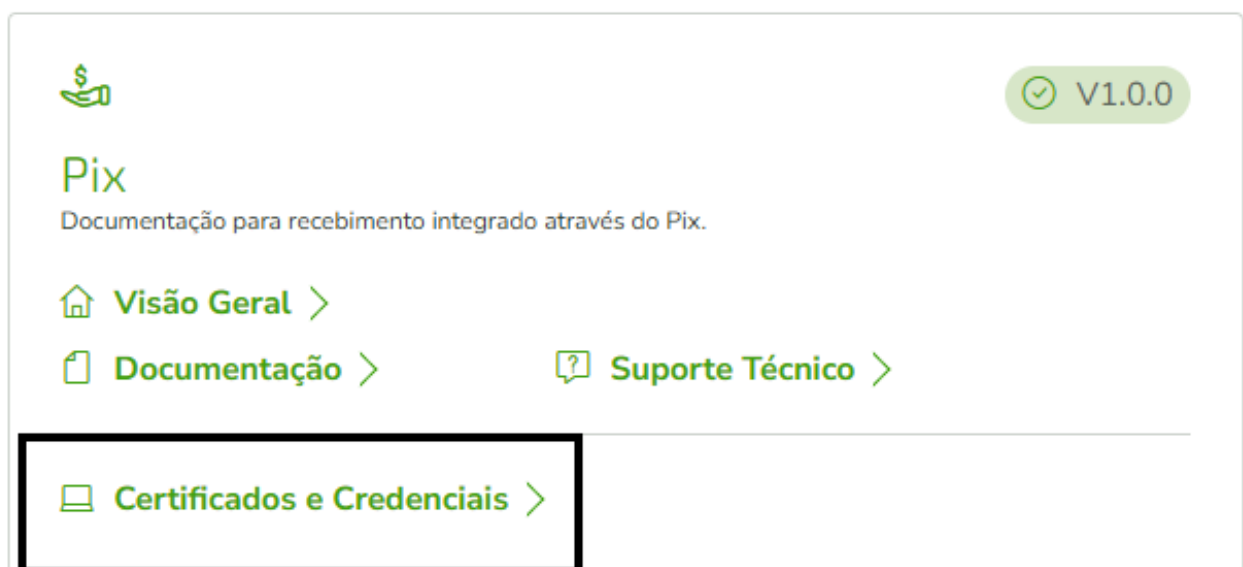 V1.0.0
Pix
Documentação para recebimento integrado através do Pix.
Visão Geral
Documentação
Suporte Técnico
Certificados e Credenciais